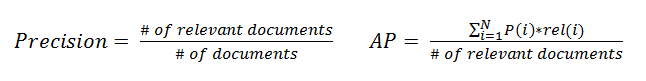 Precision = # of relevant documents / # of documents    AP = ∑_{i=1}^{N} P(i)*rel(i) / # of relevant documents